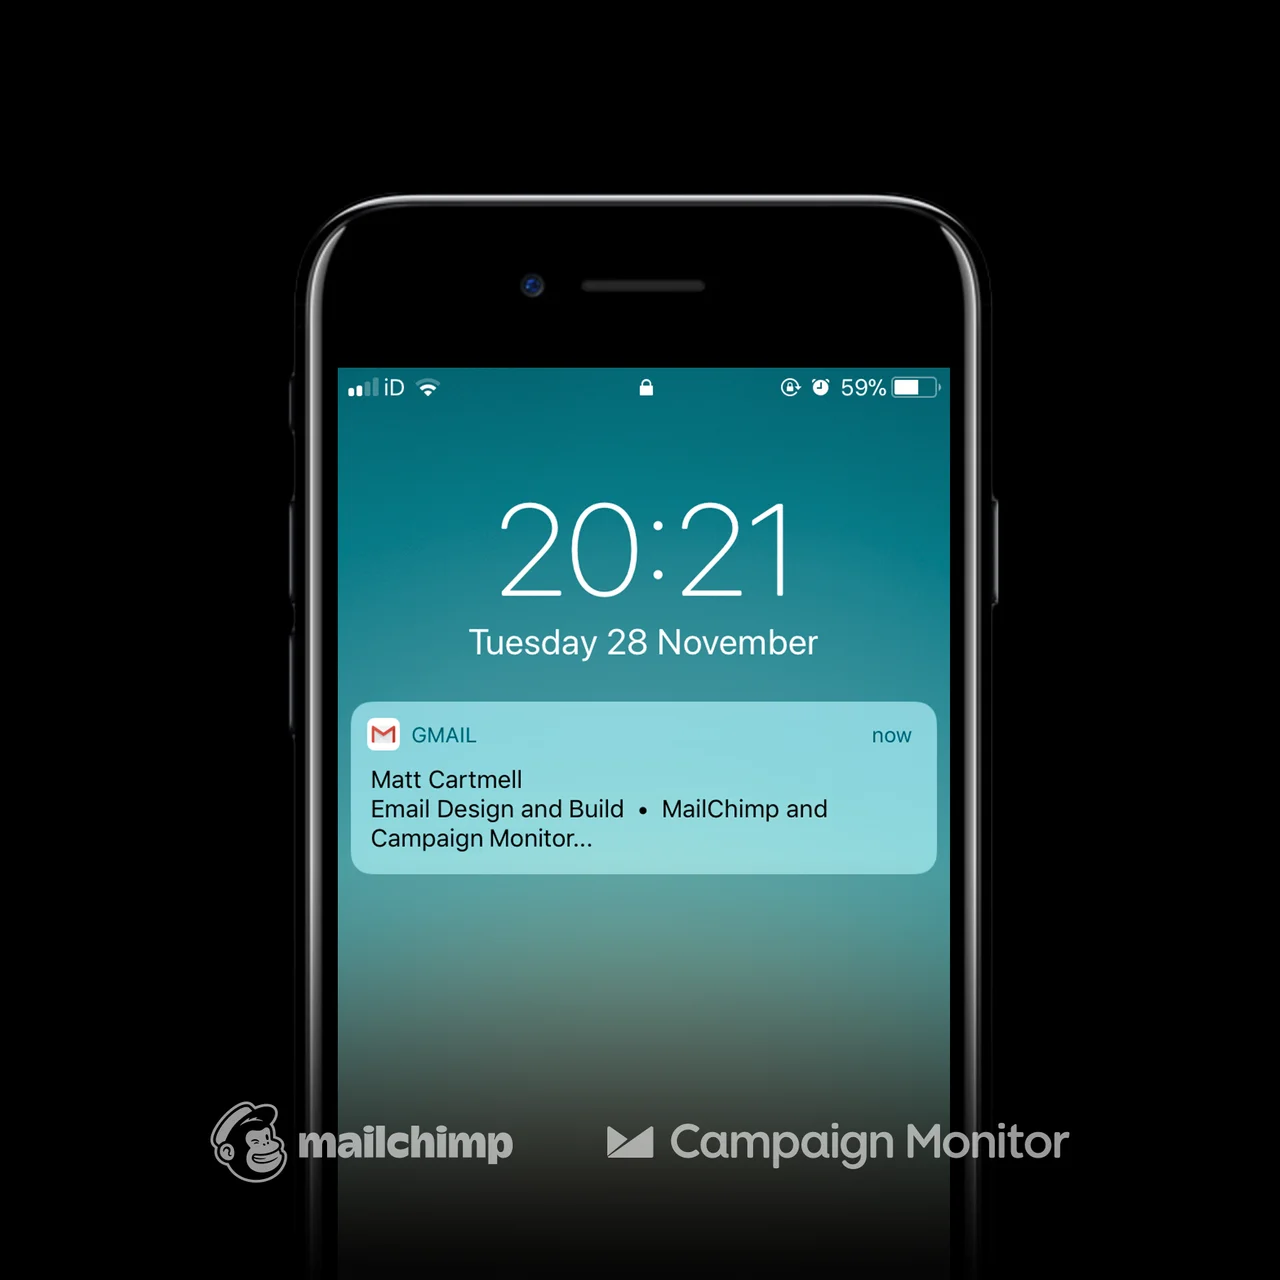 iD 59%
20:21
Tuesday 28 November
GMAIL now
Matt Cartmell
Email Design and Build • MailChimp and
Campaign Monitor...
mailchimp Campaign Monitor